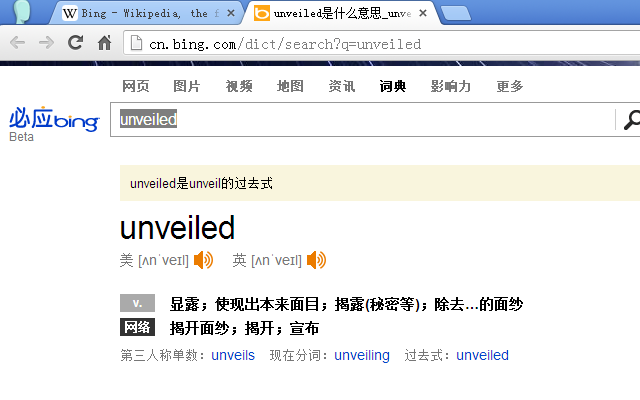 Bing - Wikipedia, the f
unveiled是什么意思_unve
cn.bing.com/dict/search?q=unveiled
网页 图片 视频 地图 资讯 词典 影响力 更多
必应bing
Beta
unveiled
unveiled是unveil的过去式
unveiled
美 [ʌnˈveɪl] 英 [ʌnˈveɪl]
v. 显露；使现出本来面目；揭露(秘密等)；除去…的面纱
网络 揭开面纱；揭开；宣布
第三人称单数：unveils 现在分词：unveiling 过去式：unveiled